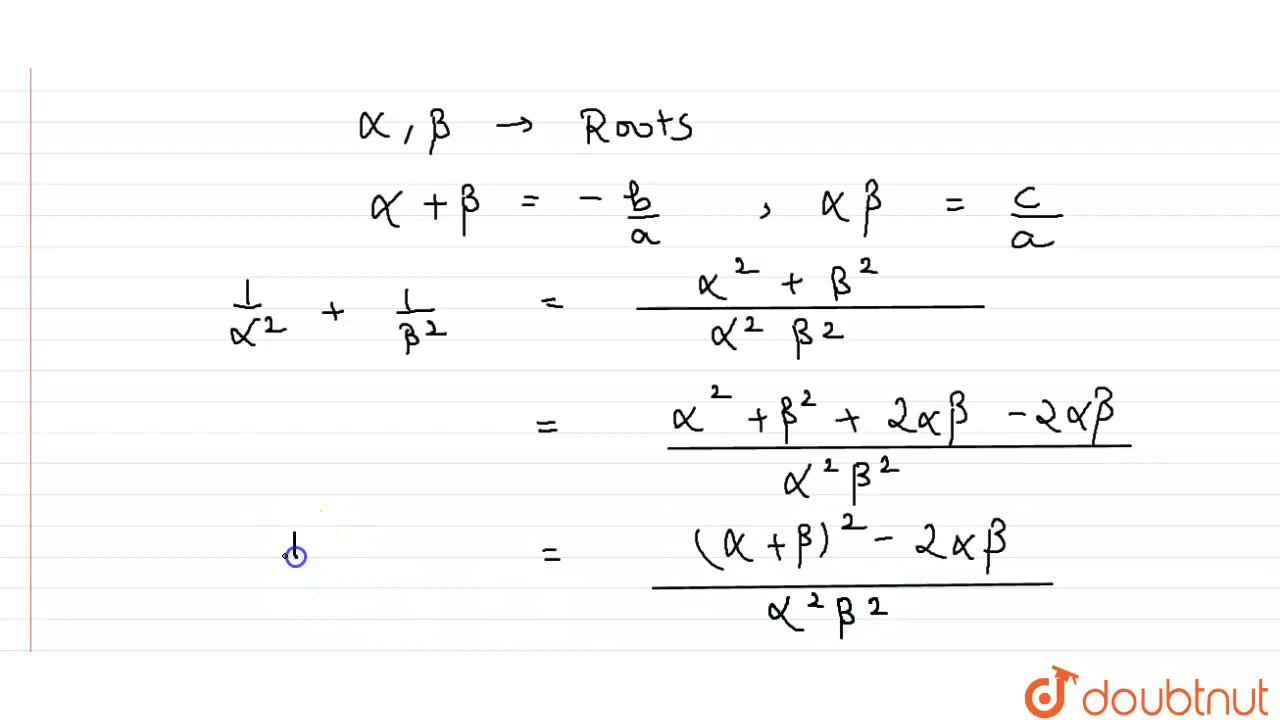 α, β → Roots
α + β = - b/a , αβ = c/a
1/α² + 1/β² = (α² + β²)/(α² β²)
= (α² + β² + 2αβ - 2αβ)/(α² β²)
1 = ((α + β)² - 2αβ)/(α² β²)
doubtnut